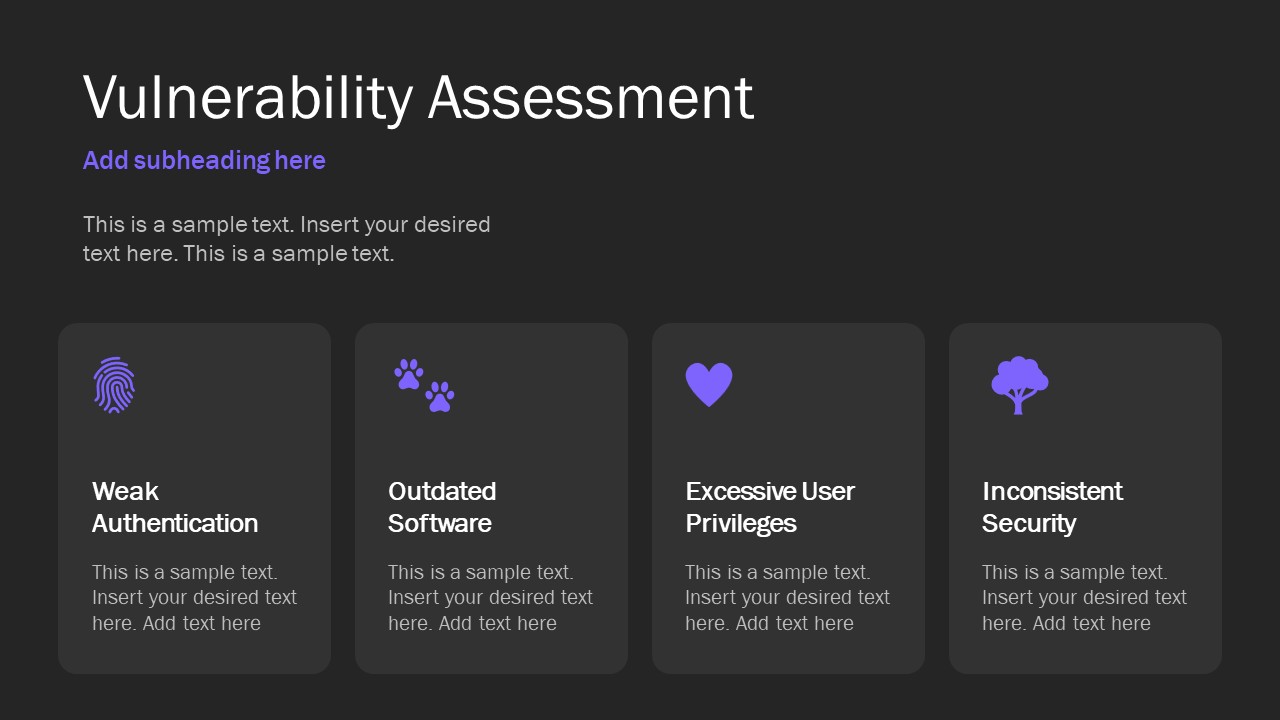 Vulnerability Assessment
Add subheading here
This is a sample text. Insert your desired
text here. This is a sample text.
Weak
Authentication
This is a sample text.
Insert your desired text
here. Add text here
Outdated
Software
This is a sample text.
Insert your desired text
here. Add text here
Excessive User
Privileges
This is a sample text.
Insert your desired text
here. Add text here
Inconsistent
Security
This is a sample text.
Insert your desired text
here. Add text here